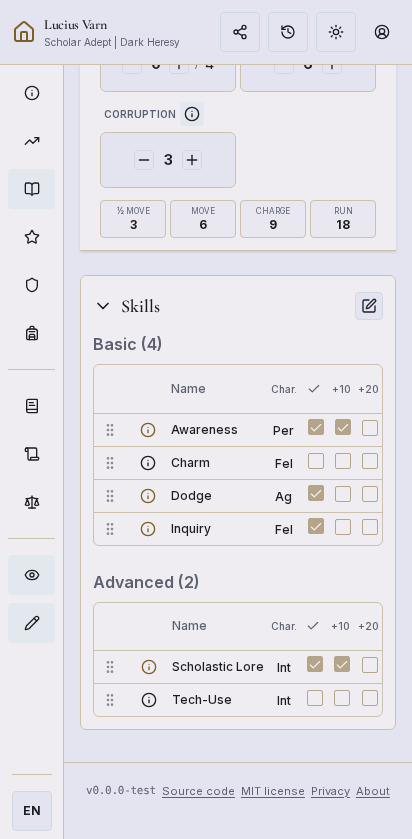 Lucius Varn
Scholar Adept | Dark Heresy
CORRUPTION
3
½ MOVE MOVE CHARGE RUN
3 6 9 18
Skills
Basic (4)
Name Char. +10 +20
Awareness Per
Charm Fel
Dodge Ag
Inquiry Fel
Advanced (2)
Name Char. +10 +20
Scholastic Lore Int
Tech-Use Int
EN
v0.0.0-test Source code MIT license Privacy About